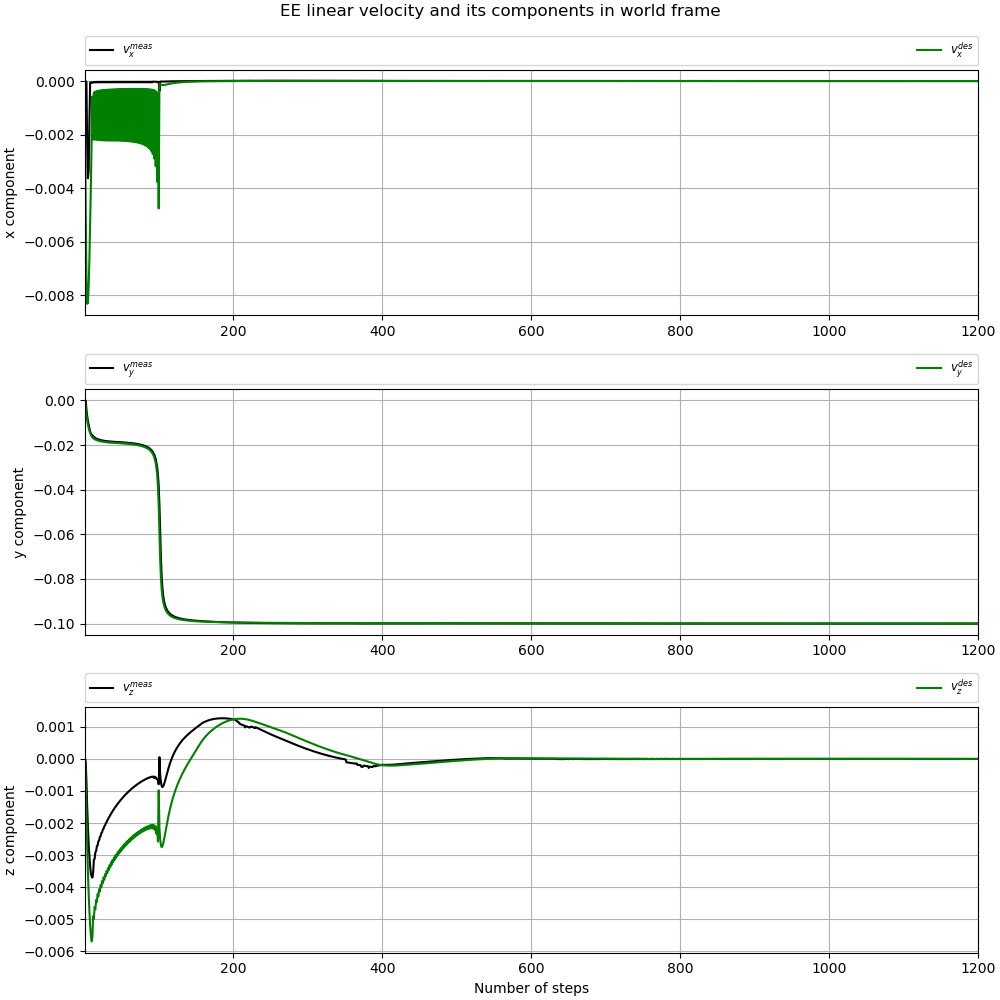 EE linear velocity and its components in world frame
v_x^{meas} v_x^{des}
0.000
−0.002
−0.004
−0.006
−0.008
x component
200 400 600 800 1000 1200
v_y^{meas} v_y^{des}
0.00
−0.02
−0.04
−0.06
−0.08
−0.10
y component
200 400 600 800 1000 1200
v_z^{meas} v_z^{des}
0.001
0.000
−0.001
−0.002
−0.003
−0.004
−0.005
−0.006
z component
200 400 600 800 1000 1200
Number of steps